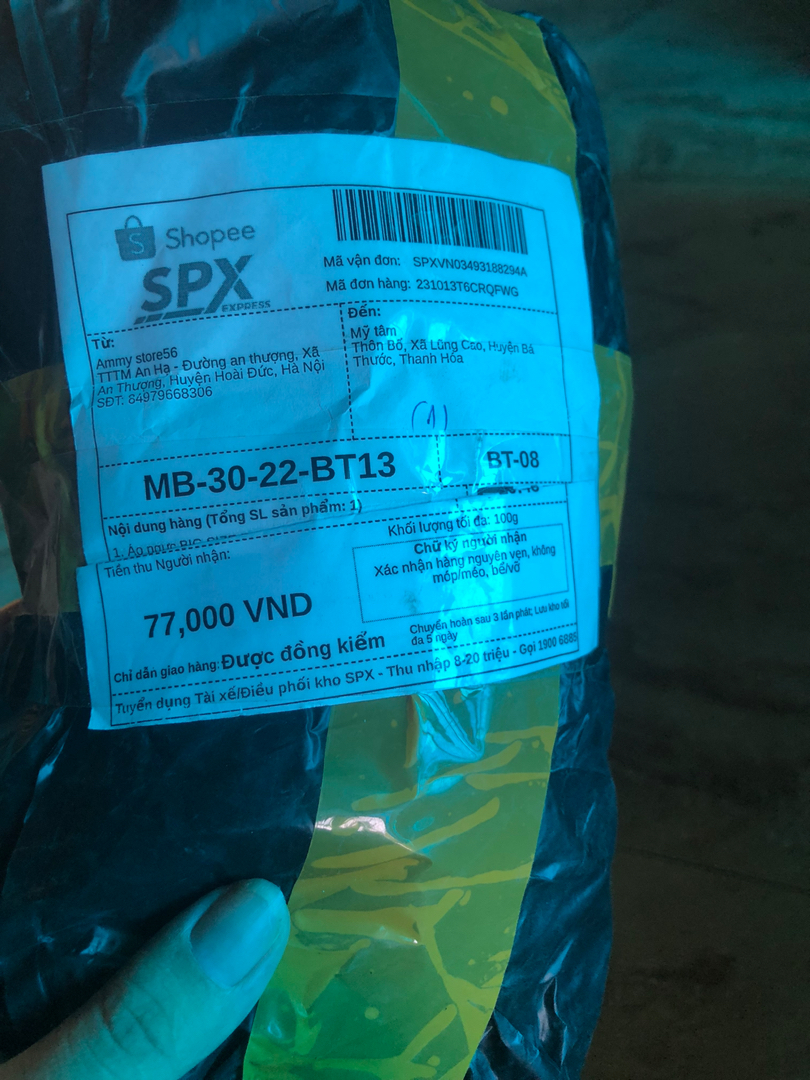 Shopee
SPX
EXPRESS
Mã vận đơn: SPXVN03493188294A
Mã đơn hàng: 231013T6CRQFWG
Từ:
Ammy store56
TTTM An Hạ - Đường an thượng, Xã
An Thượng, Huyện Hoài Đức, Hà Nội
SĐT: 84979668306
Đến:
Mỹ tâm
Thôn Bố, Xã Lũng Cao, Huyện Bá
Thước, Thanh Hóa
(1)
MB-30-22-BT13
BT-08
Nội dung hàng (Tổng SL sản phẩm: 1)
1. Áo ngực BIG
Tiền thu Người nhận:
77,000 VND
Khối lượng tối đa: 100g
Chữ ký người nhận
Xác nhận hàng nguyên vẹn, không
móp/méo, bể/vỡ
Chỉ dẫn giao hàng: Được đồng kiểm
Chuyển hoàn sau 3 lần phát; Lưu kho tối
đa 5 ngày
Tuyển dụng Tài xế/Điều phối kho SPX - Thu nhập 8-20 triệu - Gọi 1900 6885